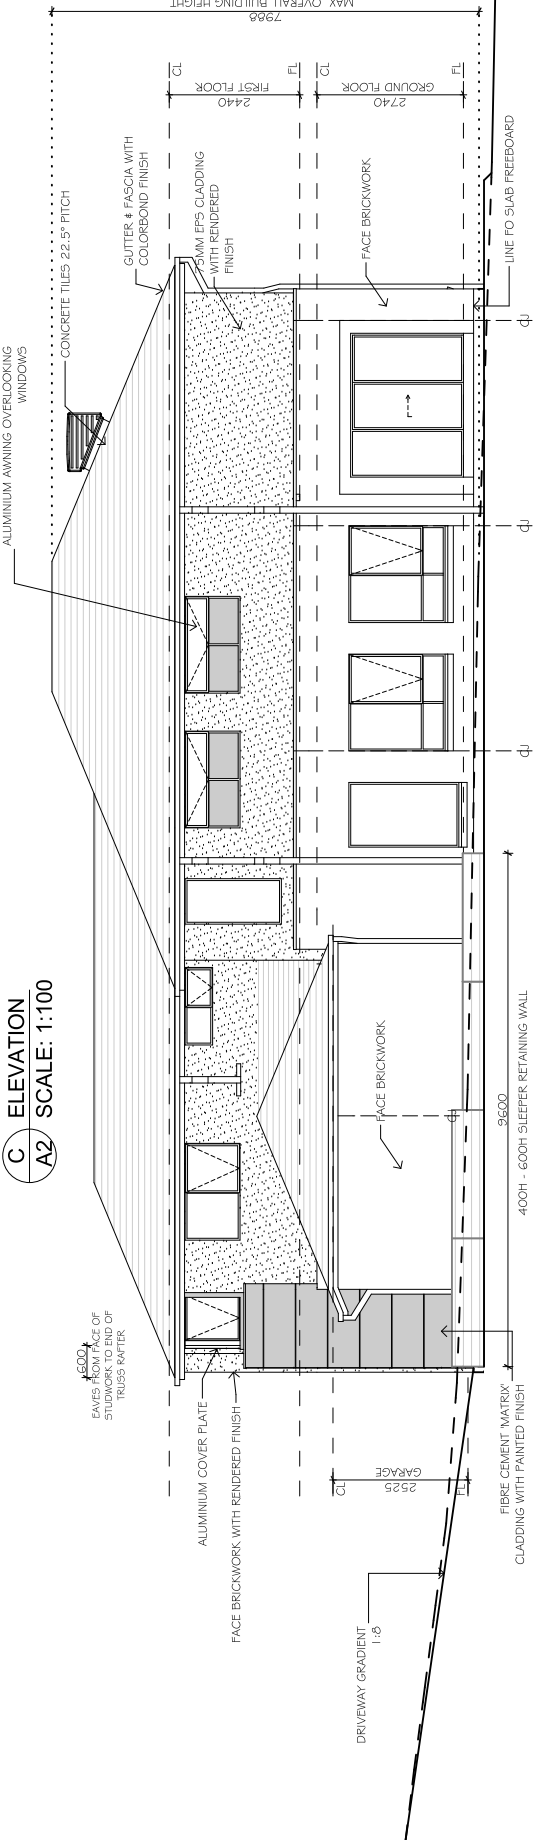 C
A2
ELEVATION
SCALE: 1:100
600
EAVES FROM FACE OF
STUDWORK TO END OF
TRUSS RAFTER
ALUMINIUM AWNING OVERLOOKING
WINDOWS
CONCRETE TILES 22.5° PITCH
GUTTER & FASCIA WITH
COLORBOND FINISH
75MM EPS CLADDING
WITH RENDERED
FINISH
FACE BRICKWORK
LINE FO SLAB FREEBOARD
MAX. OVERALL BUILDING HEIGHT
7988
CL
FIRST FLOOR
2440
FL
CL
GROUND FLOOR
2740
FL
CJ
CJ
CJ
CJ
ALUMINIUM COVER PLATE
FACE BRICKWORK WITH RENDERED FINISH
FACE BRICKWORK
9600
400H - 600H SLEEPER RETAINING WALL
CL
GARAGE
2525
FL
FIBRE CEMENT 'MATRIX'
CLADDING WITH PAINTED FINISH
DRIVEWAY GRADIENT
1:8